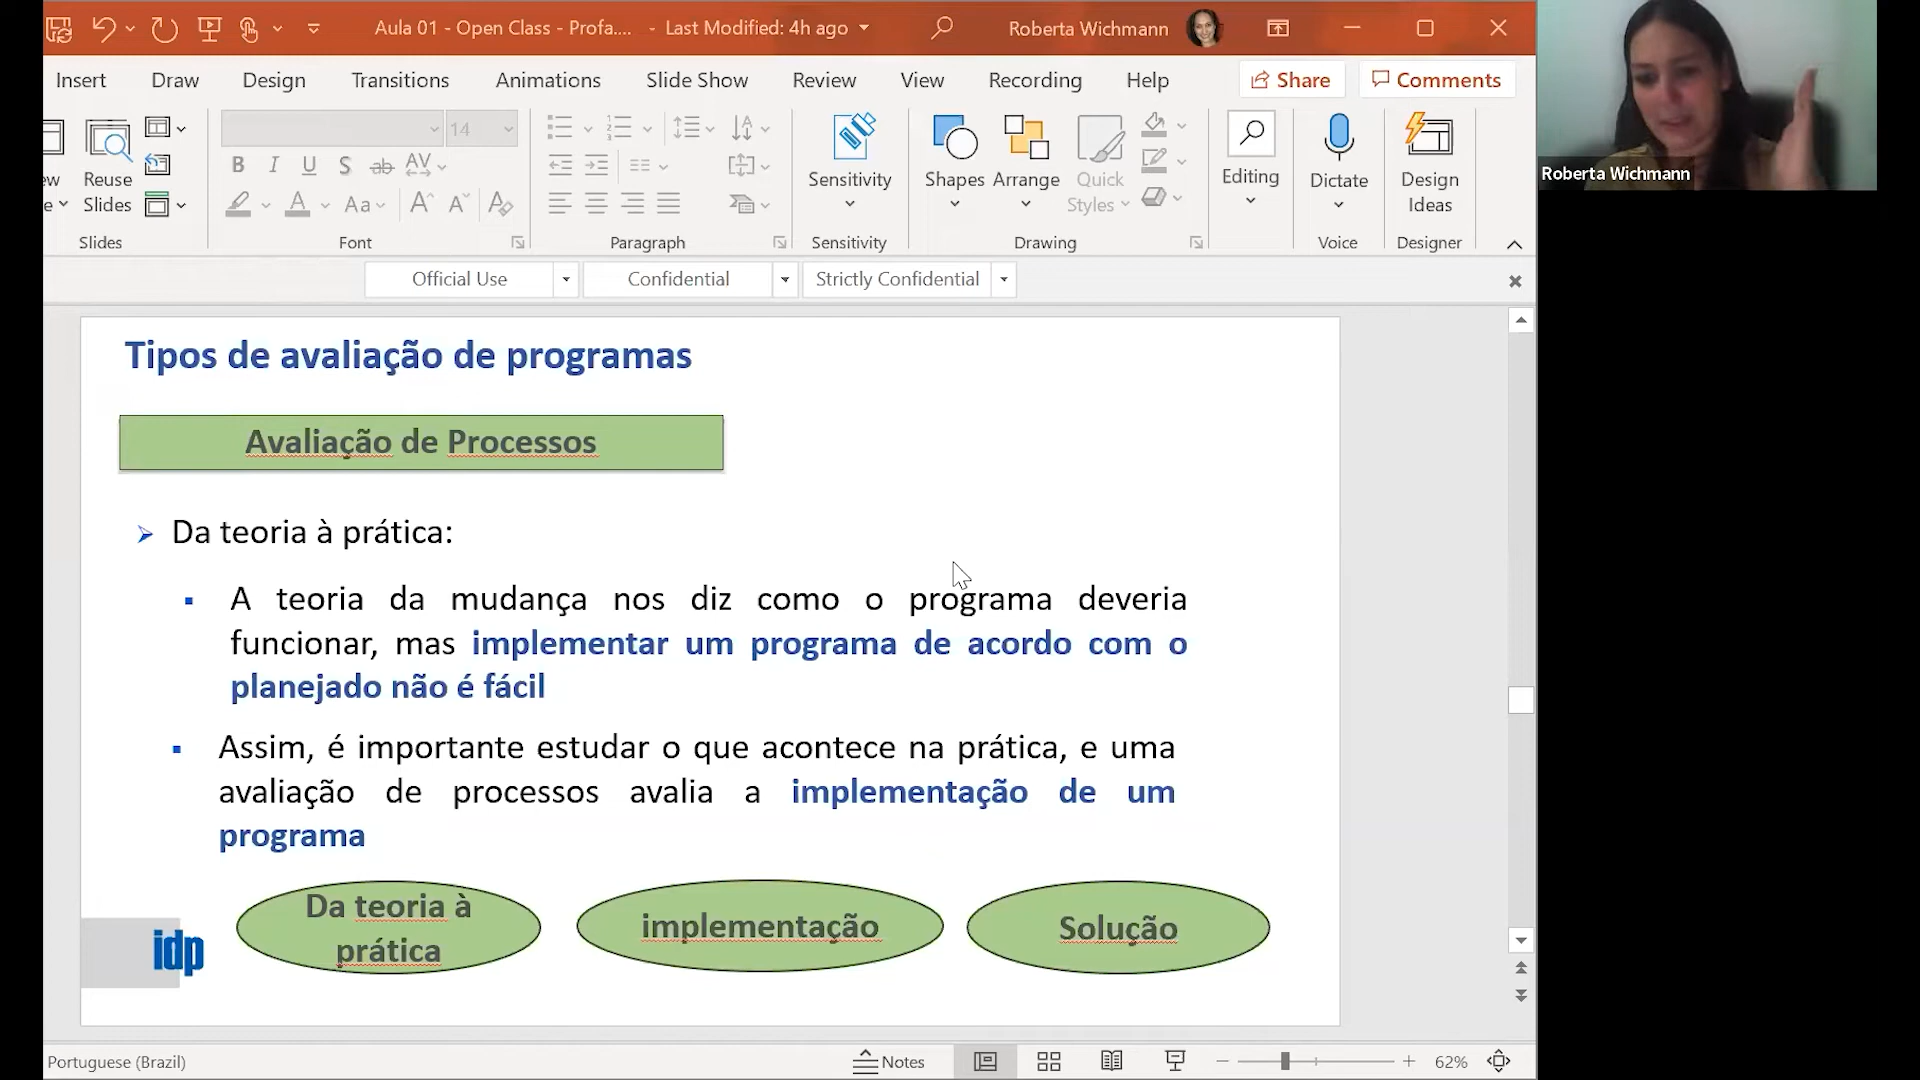 Aula 01 - Open Class - Profa.... - Last Modified: 4h ago
Roberta Wichmann
Insert Draw Design Transitions Animations Slide Show Review View Recording Help Share Comments
14
Reuse
Slides
B I U S ab AV
Aa A A
Sensitivity
Shapes Arrange Quick
Styles
Editing
Dictate
Design
Ideas
Slides Font Paragraph Sensitivity Drawing Voice Designer
Official Use Confidential Strictly Confidential
Roberta Wichmann
Tipos de avaliação de programas
Avaliação de Processos
Da teoria à prática:
A teoria da mudança nos diz como o programa deveria
funcionar, mas implementar um programa de acordo com o
planejado não é fácil
Assim, é importante estudar o que acontece na prática, e uma
avaliação de processos avalia a implementação de um
programa
Da teoria à
prática
implementação
Solução
idp
Portuguese (Brazil) Notes 62%